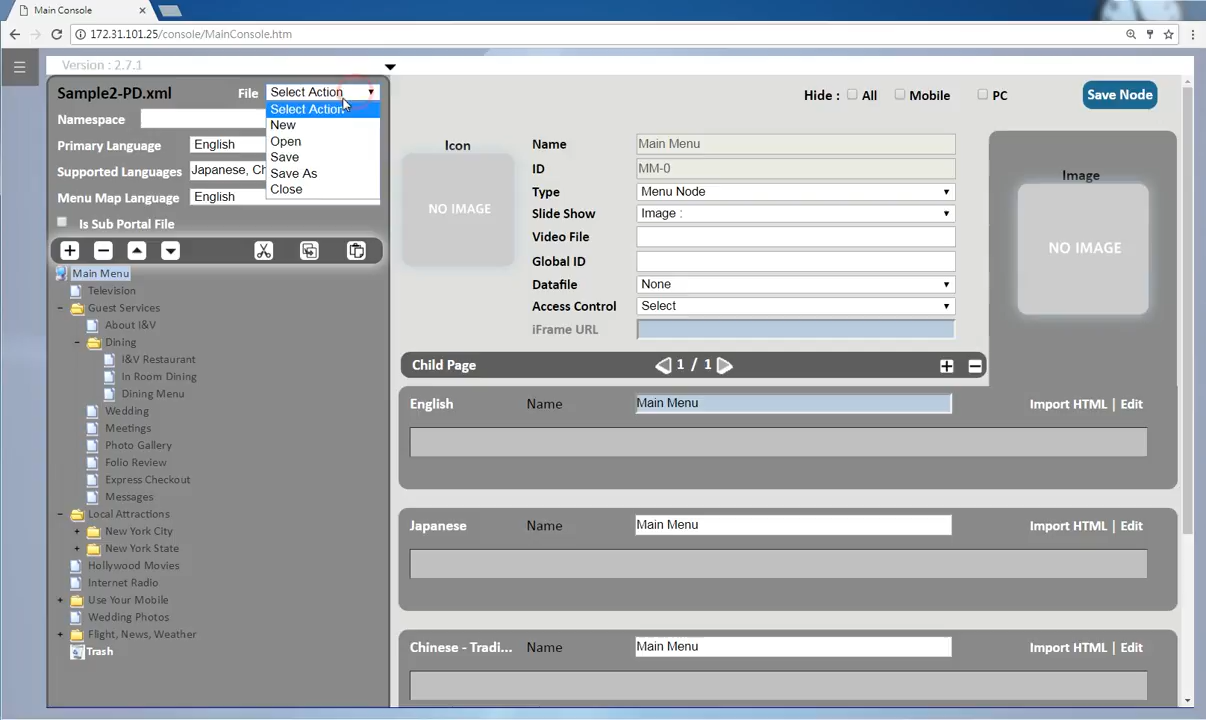 Main Console
172.31.101.25/console/MainConsole.htm
Version : 2.7.1
Sample2-PD.xml
File
Select Action
Select Action
New
Open
Save
Save As
Close
Namespace
Primary Language
English
Supported Languages
Japanese, Ch
Menu Map Language
English
Is Sub Portal File
Main Menu
Television
Guest Services
About I&V
Dining
I&V Restaurant
In Room Dining
Dining Menu
Wedding
Meetings
Photo Gallery
Folio Review
Express Checkout
Messages
Local Attractions
New York City
New York State
Hollywood Movies
Internet Radio
Use Your Mobile
Wedding Photos
Flight, News, Weather
Trash
Hide : All Mobile PC
Save Node
Icon
NO IMAGE
Name Main Menu
ID MM-0
Type Menu Node
Slide Show Image :
Video File
Global ID
Datafile None
Access Control Select
iFrame URL
Image
NO IMAGE
Child Page 1 / 1
English Name Main Menu Import HTML | Edit
Japanese Name Main Menu Import HTML | Edit
Chinese - Tradi... Name Main Menu Import HTML | Edit